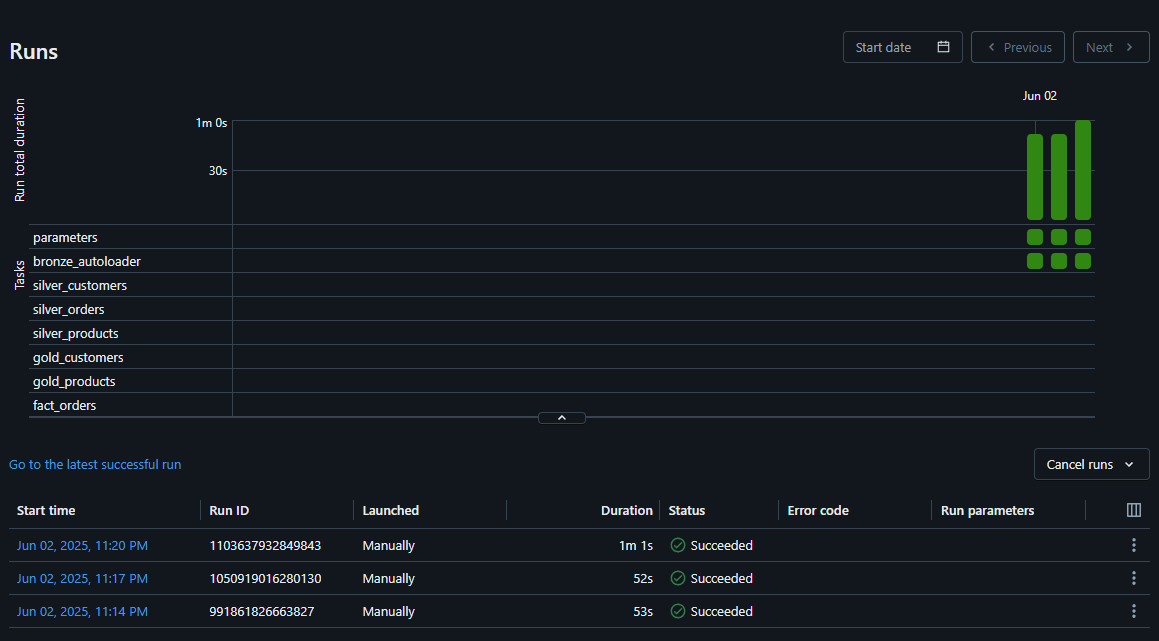 Runs
Start date
Previous
Next
Jun 02
Run total duration
1m 0s
30s
Tasks
parameters
bronze_autoloader
silver_customers
silver_orders
silver_products
gold_customers
gold_products
fact_orders
Go to the latest successful run
Cancel runs
Start time Run ID Launched Duration Status Error code Run parameters
Jun 02, 2025, 11:20 PM 1103637932849843 Manually 1m 1s Succeeded
Jun 02, 2025, 11:17 PM 1050919016280130 Manually 52s Succeeded
Jun 02, 2025, 11:14 PM 991861826663827 Manually 53s Succeeded